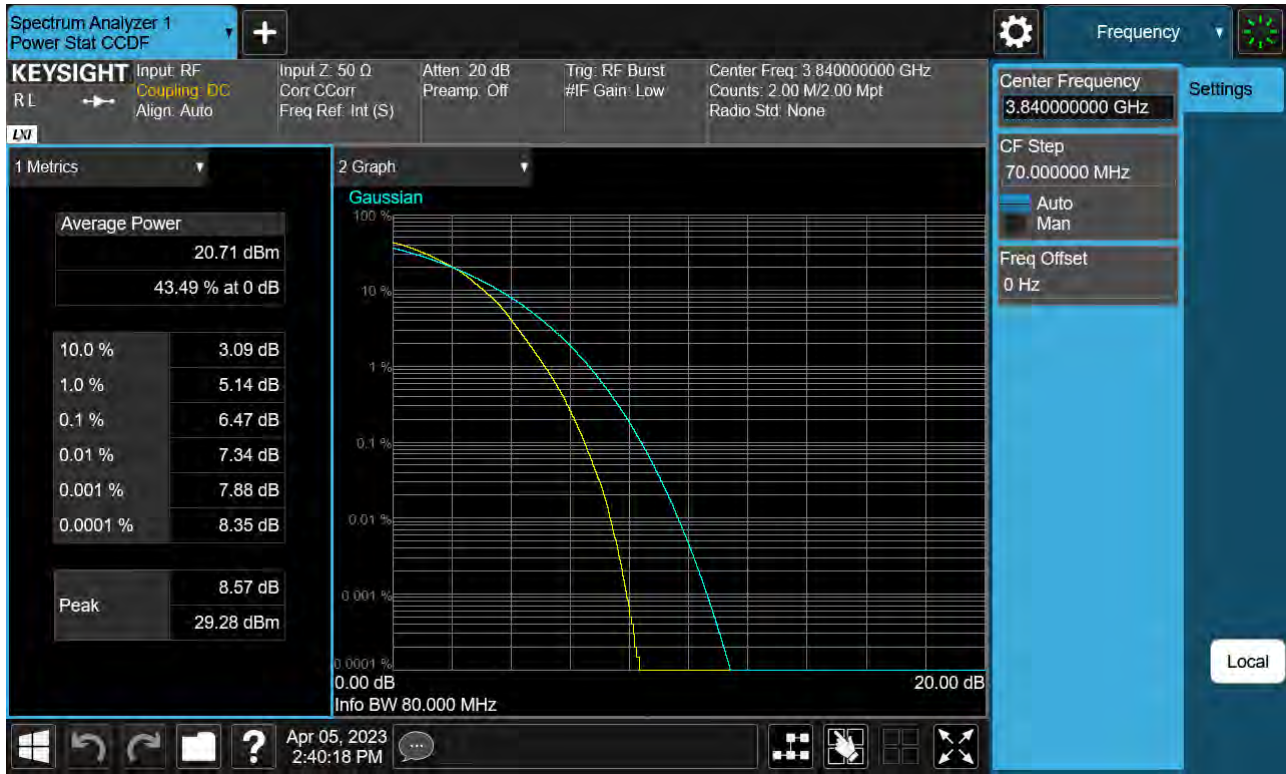 Spectrum Analyzer 1
Power Stat CCDF
+
Frequency
KEYSIGHT
RL
LXI
Input: RF
Coupling: DC
Align: Auto
Input Z: 50 Ω
Corr CCorr
Freq Ref: Int (S)
Atten: 20 dB
Preamp: Off
Trig: RF Burst
#IF Gain: Low
Center Freq: 3.840000000 GHz
Counts: 2.00 M/2.00 Mpt
Radio Std: None
Center Frequency
3.840000000 GHz
Settings
CF Step
70.000000 MHz
Auto
Man
Freq Offset
0 Hz
1 Metrics
Average Power
20.71 dBm
43.49 % at 0 dB
10.0 % 3.09 dB
1.0 % 5.14 dB
0.1 % 6.47 dB
0.01 % 7.34 dB
0.001 % 7.88 dB
0.0001 % 8.35 dB
Peak
8.57 dB
29.28 dBm
2 Graph
Gaussian
100 %
10 %
1 %
0.1 %
0.01 %
0.001 %
0.0001 %
0.00 dB 20.00 dB
Info BW 80.000 MHz
Local
?
Apr 05, 2023
2:40:18 PM